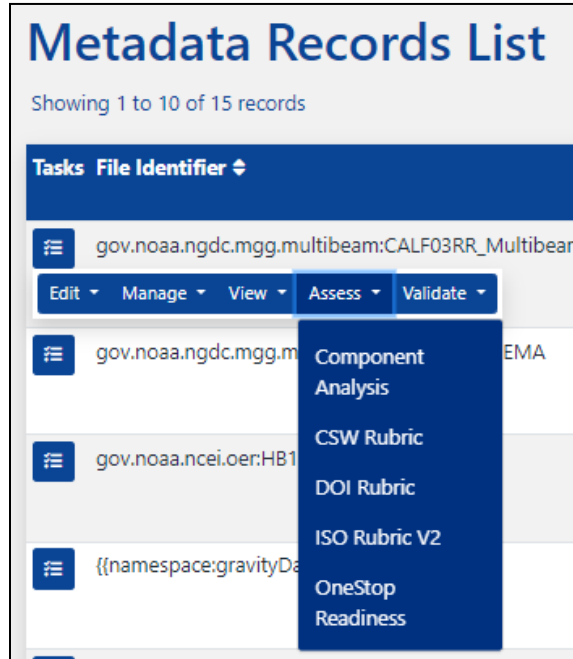 Metadata Records List
Showing 1 to 10 of 15 records
Tasks File Identifier
gov.noaa.ngdc.mgg.multibeam:CALF03RR_Multibear
Edit Manage View Assess Validate
gov.noaa.ngdc.mgg.m EMA
Component
Analysis
CSW Rubric
gov.noaa.ncei.oer:HB1
DOI Rubric
ISO Rubric V2
{{namespace:gravityDa
OneStop
Readiness